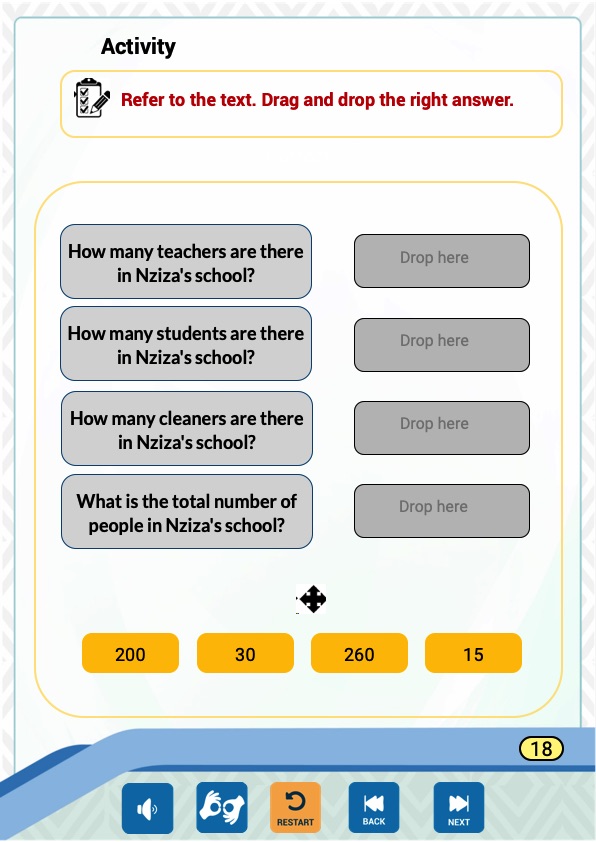 Activity
Refer to the text. Drag and drop the right answer.
How many teachers are there
in Nziza's school?
Drop here
How many students are there
in Nziza's school?
Drop here
How many cleaners are there
in Nziza's school?
Drop here
What is the total number of
people in Nziza's school?
Drop here
200
30
260
15
18
RESTART
BACK
NEXT